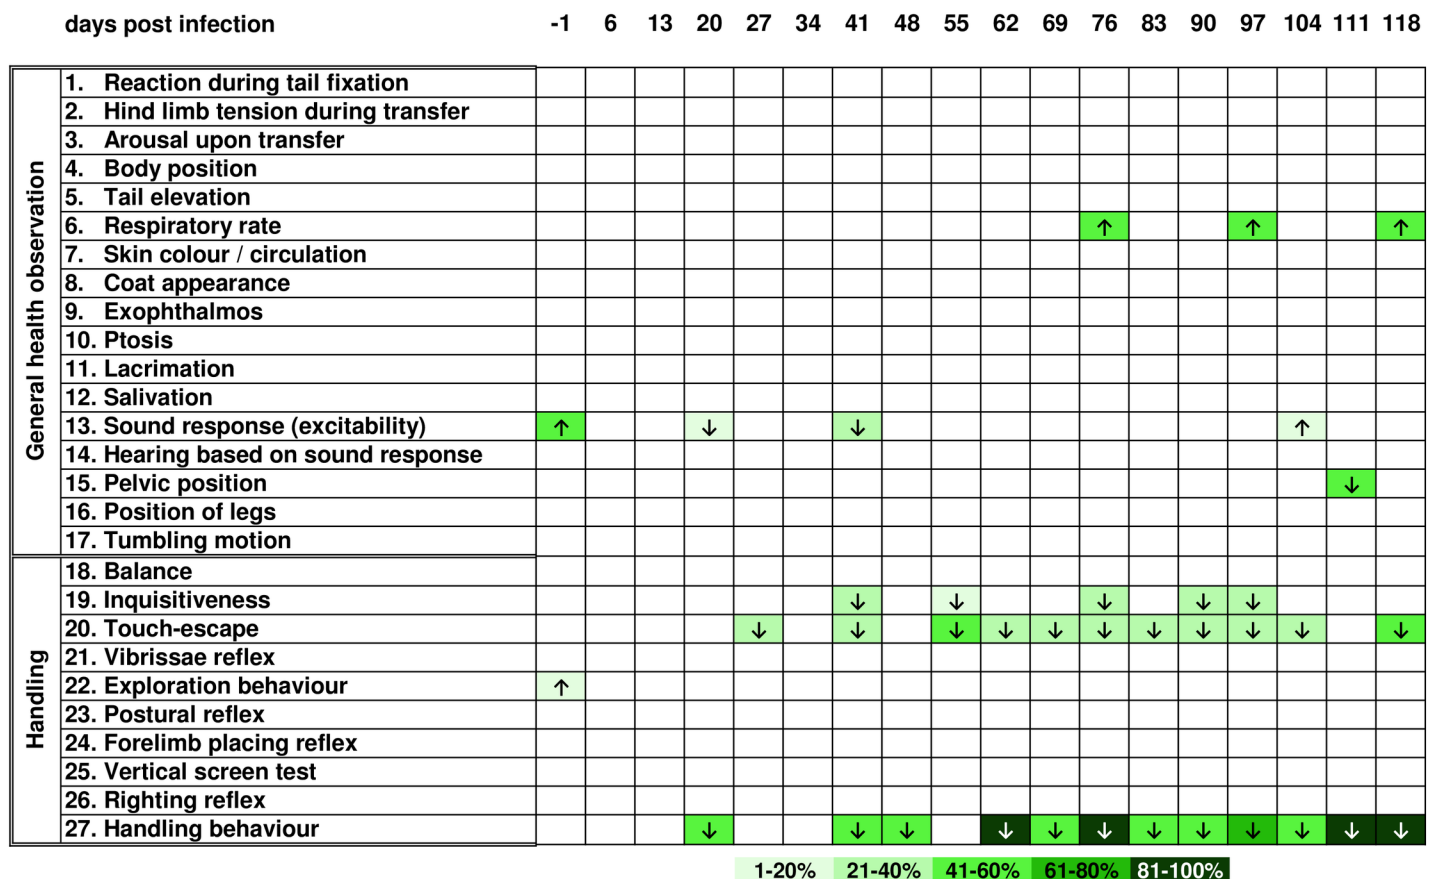 days post infection -1 6 13 20 27 34 41 48 55 62 69 76 83 90 97 104 111 118
General health observation
1. Reaction during tail fixation
2. Hind limb tension during transfer
3. Arousal upon transfer
4. Body position
5. Tail elevation
6. Respiratory rate ↑ ↑ ↑
7. Skin colour / circulation
8. Coat appearance
9. Exophthalmos
10. Ptosis
11. Lacrimation
12. Salivation
13. Sound response (excitability) ↑ ↓ ↓ ↑
14. Hearing based on sound response
15. Pelvic position ↓
16. Position of legs
17. Tumbling motion
Handling
18. Balance
19. Inquisitiveness ↓ ↓ ↓ ↓ ↓
20. Touch-escape ↓ ↓ ↓ ↓ ↓ ↓ ↓ ↓ ↓ ↓ ↓
21. Vibrissae reflex
22. Exploration behaviour ↑
23. Postural reflex
24. Forelimb placing reflex
25. Vertical screen test
26. Righting reflex
27. Handling behaviour ↓ ↓ ↓ ↓ ↓ ↓ ↓ ↓ ↓ ↓ ↓ ↓
1-20% 21-40% 41-60% 61-80% 81-100%